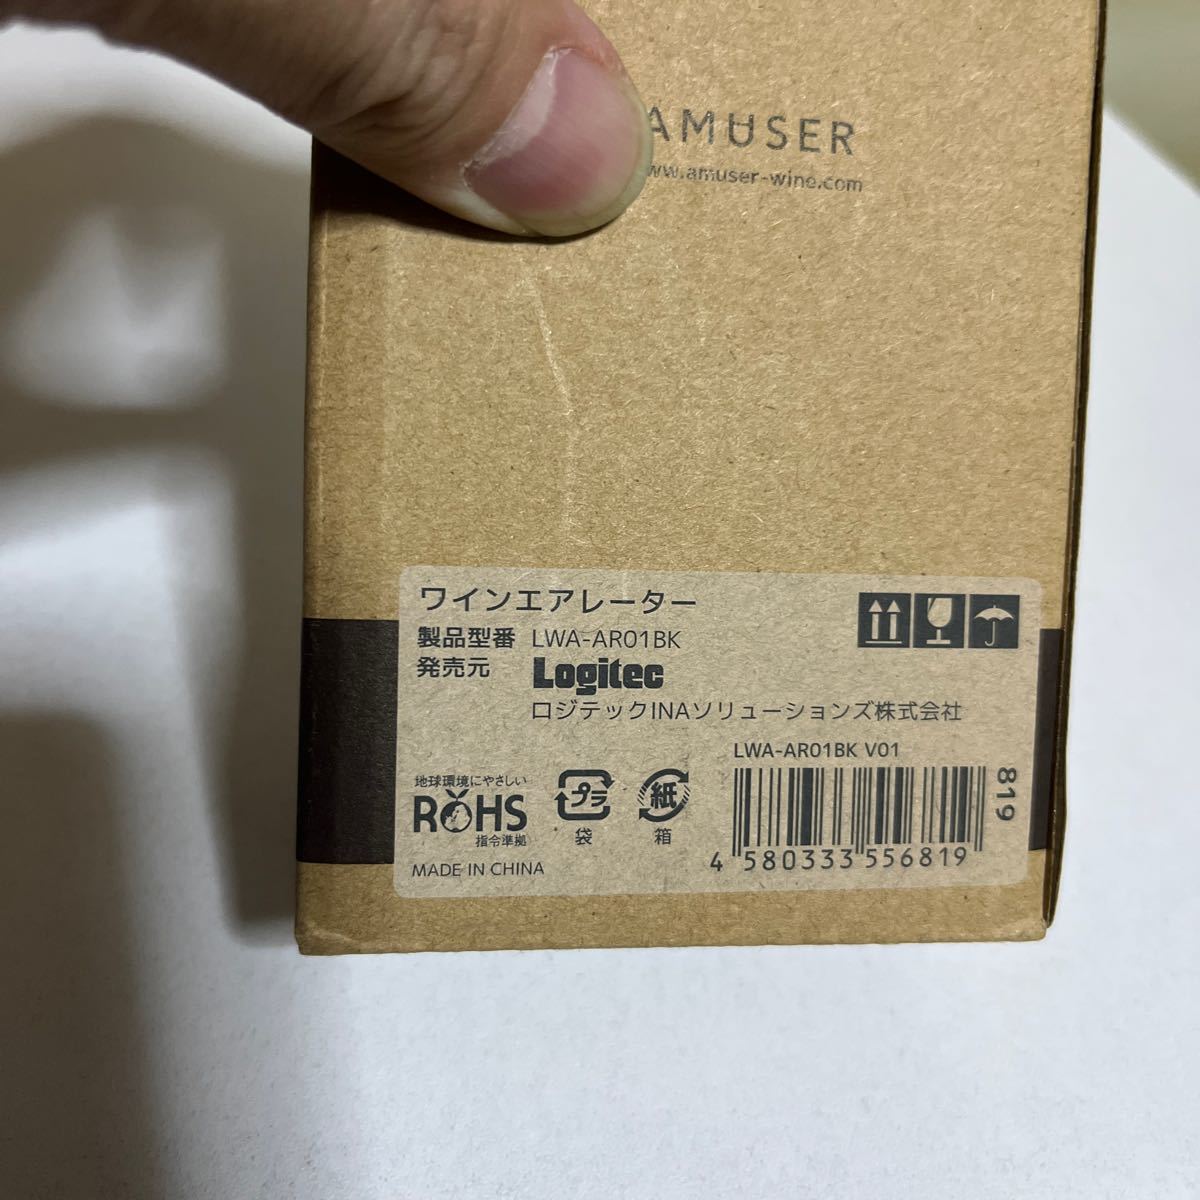 AMUSER
www.amuser-wine.com
ワインエアレーター
製品型番 LWA-AR01BK
発売元 Logitec
ロジテックINAソリューションズ株式会社
LWA-AR01BK V01
819
4 580333 556819
地球環境にやさしい
RoHS
指令準拠
プラ
袋
紙
箱
MADE IN CHINA